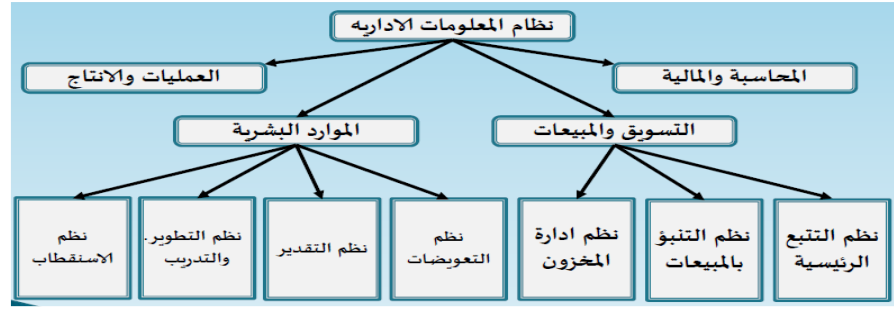 نظام المعلومات الاداريه
المحاسبة والمالية
العمليات والانتاج
التسويق والمبيعات
الموارد البشرية
نظم التتبع
الرئيسية
نظم التنبؤ
بالمبيعات
نظم ادارة
المخزون
نظم
التعويضات
نظم التقدير
نظم التطوير.
والتدريب
نظم
الاستقطاب